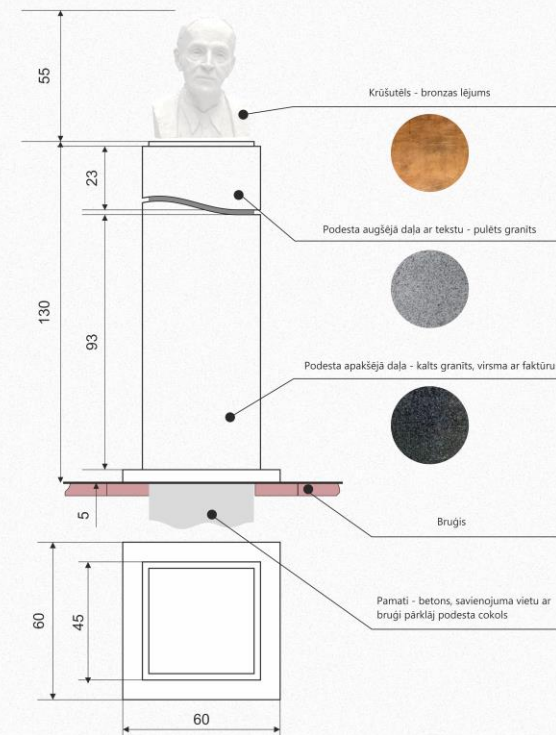 55
Krūšutēls - bronzas lējums
23
Podesta augšējā daļa ar tekstu - pulēts granīts
130
93
Podesta apakšējā daļa - kalts granīts, virsma ar faktūru
5
Bruģis
Pamati - betons, savienojuma vietu ar
bruģi pārklāj podesta cokols
60
45
60